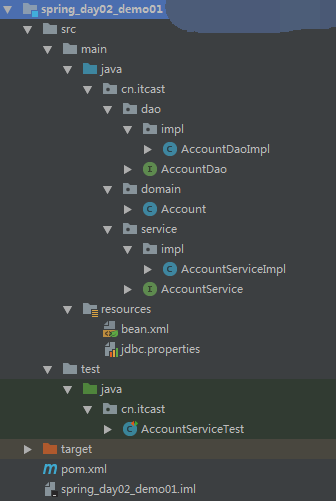 spring_day02_demo01
src
main
java
cn.itcast
dao
impl
AccountDaoImpl
AccountDao
domain
Account
service
impl
AccountServiceImpl
AccountService
resources
bean.xml
jdbc.properties
test
java
cn.itcast
AccountServiceTest
target
pom.xml
spring_day02_demo01.iml